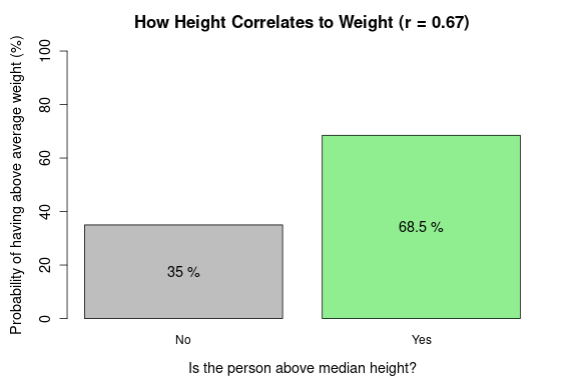 How Height Correlates to Weight (r = 0.67)
Probability of having above average weight (%)
100
80
60
40
20
0
35 %
68.5 %
No
Yes
Is the person above median height?